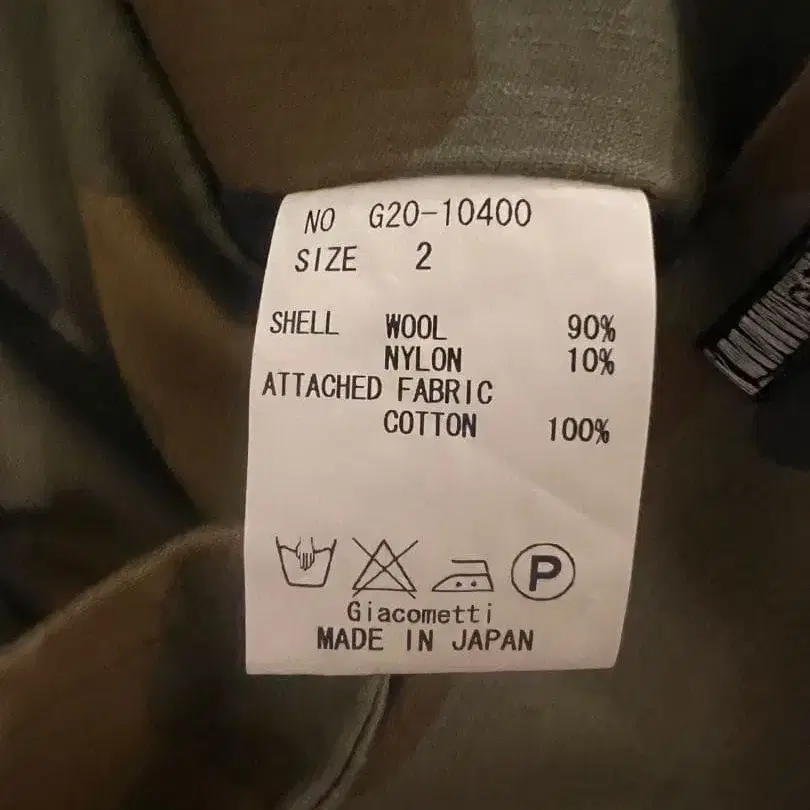 NO G20-10400
SIZE 2
SHELL WOOL 90%
NYLON 10%
ATTACHED FABRIC
COTTON 100%
P
Giacometti
MADE IN JAPAN